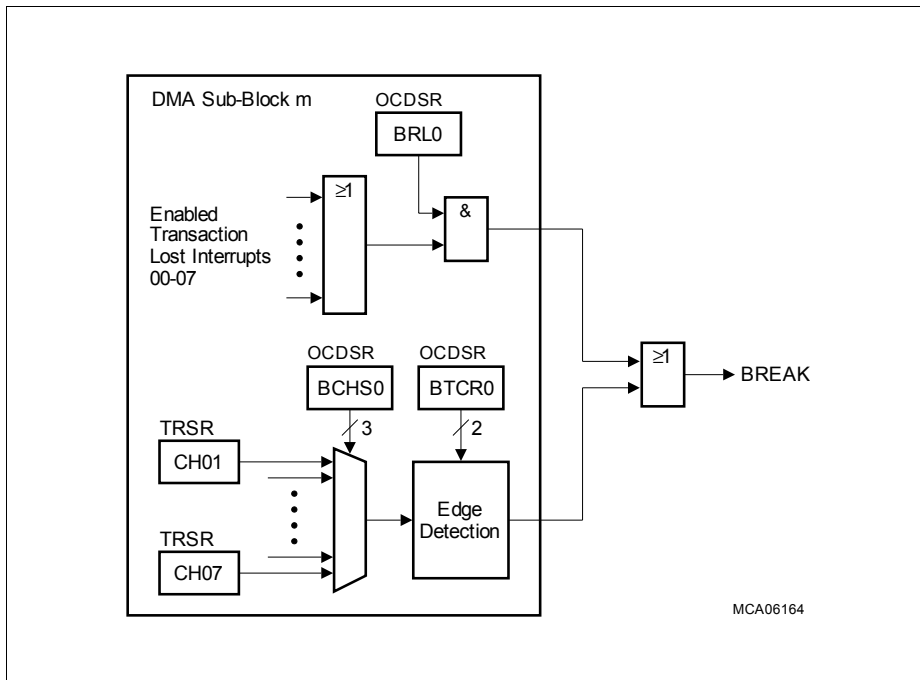 DMA Sub-Block m
OCDSR
BRL0
≥1
&
Enabled
Transaction
Lost Interrupts
00-07
≥1
BREAK
OCDSR
OCDSR
BCHS0
BTCR0
3
2
TRSR
CH01
Edge
Detection
TRSR
CH07
MCA06164